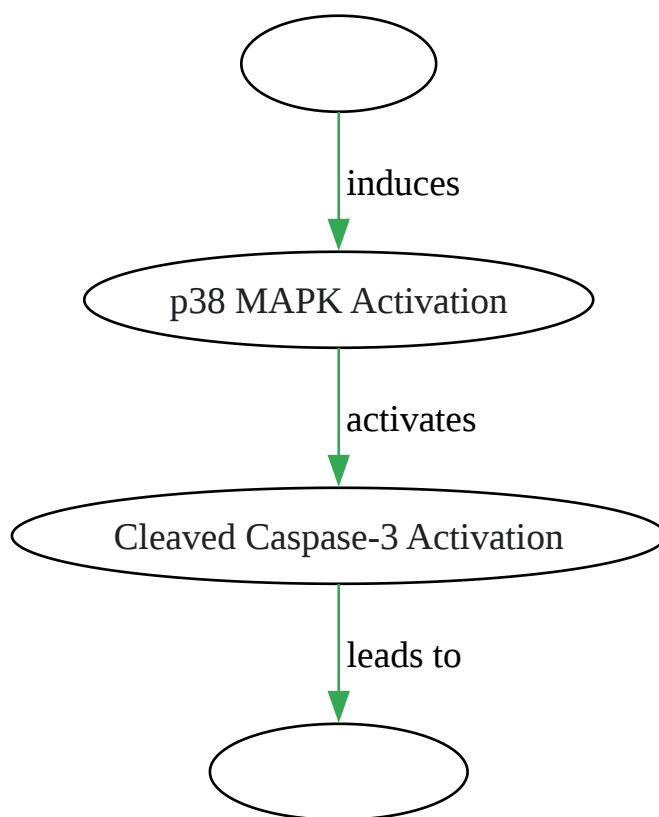 induces
p38 MAPK Activation
activates
Cleaved Caspase-3 Activation
leads to